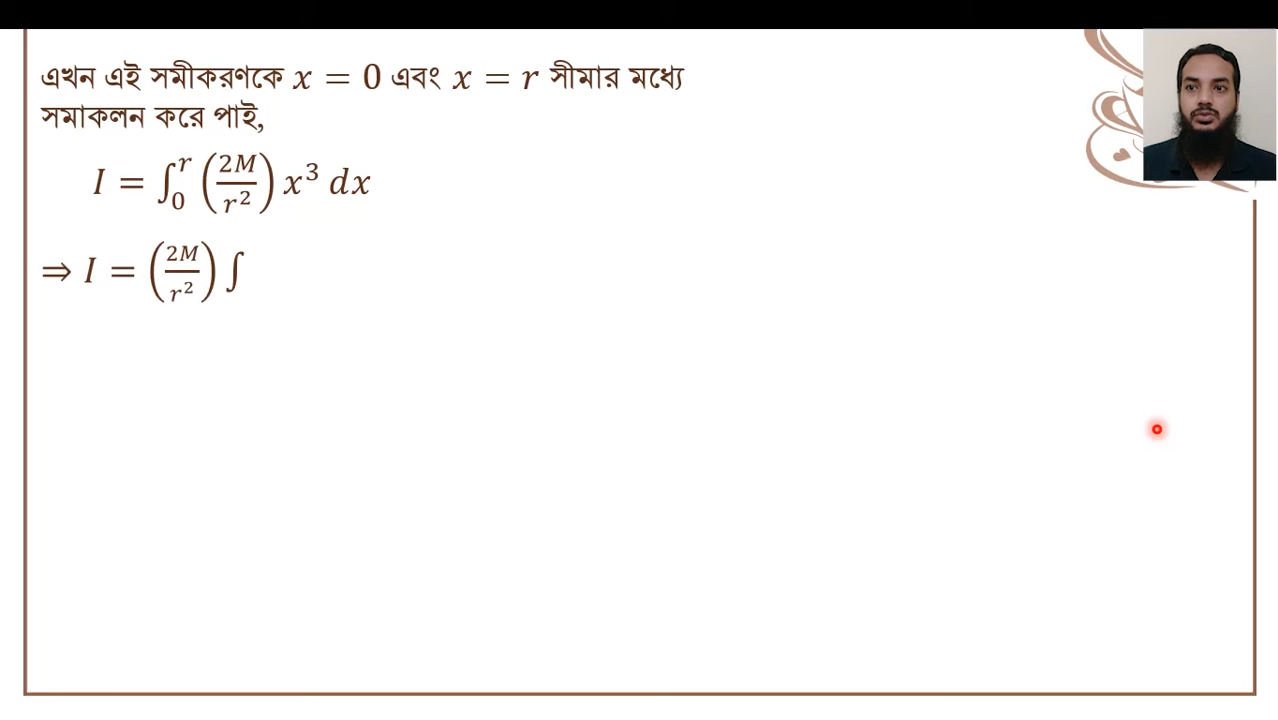 এখন এই সমীকরণকে x = 0 এবং x = r সীমার মধ্যে
সমাকলন করে পাই,
I = ∫₀ʳ (2M/r²) x³ dx
⇒ I = (2M/r²) ∫